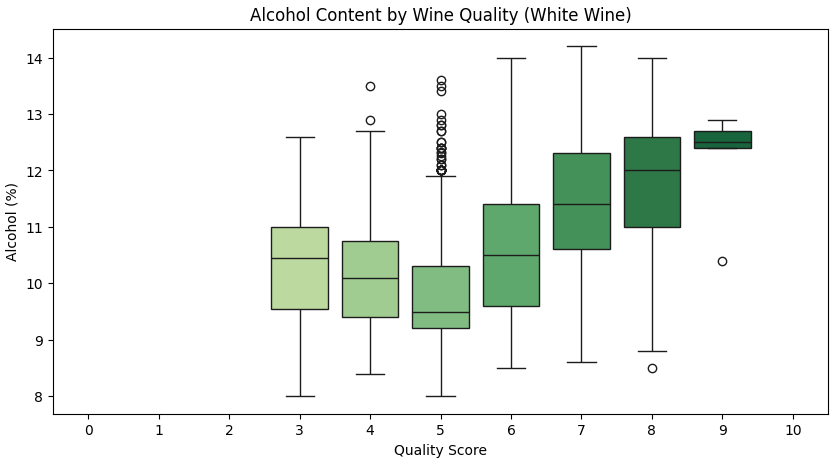 Alcohol Content by Wine Quality (White Wine)
Alcohol (%)
14
13
12
11
10
9
8
0 1 2 3 4 5 6 7 8 9 10
Quality Score